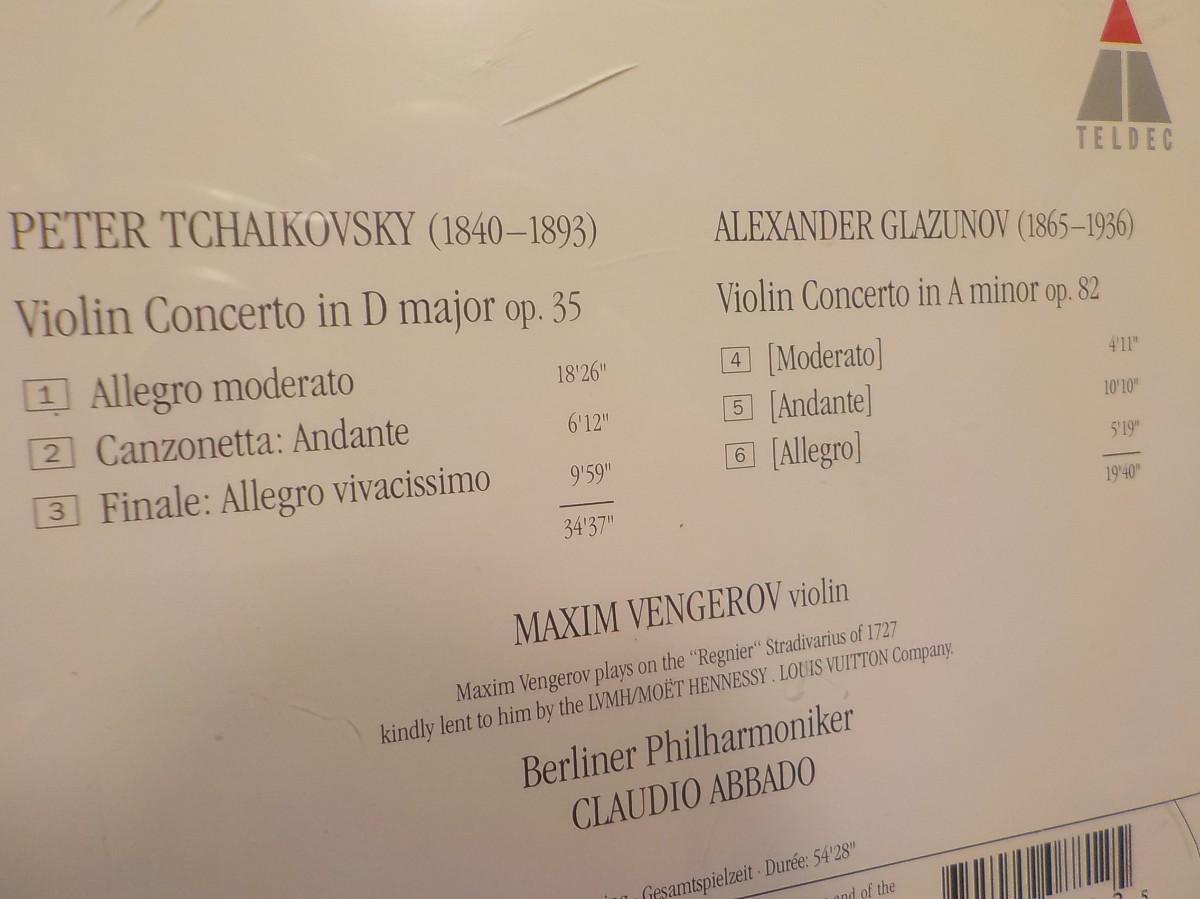 TELDEC
PETER TCHAIKOVSKY (1840–1893)
Violin Concerto in D major op. 35
1 Allegro moderato 18'26"
2 Canzonetta: Andante 6'12"
3 Finale: Allegro vivacissimo 9'59"
34'37"
ALEXANDER GLAZUNOV (1865–1936)
Violin Concerto in A minor op. 82
4 [Moderato] 4'11"
5 [Andante] 10'10"
6 [Allegro] 5'19"
19'40"
MAXIM VENGEROV violin
Maxim Vengerov plays on the “Regnier“ Stradivarius of 1727
kindly lent to him by the LVMH/MOËT HENNESSY . LOUIS VUITTON Company.
Berliner Philharmoniker
CLAUDIO ABBADO
· Gesamtspielzeit · Durée: 54'28"
of the